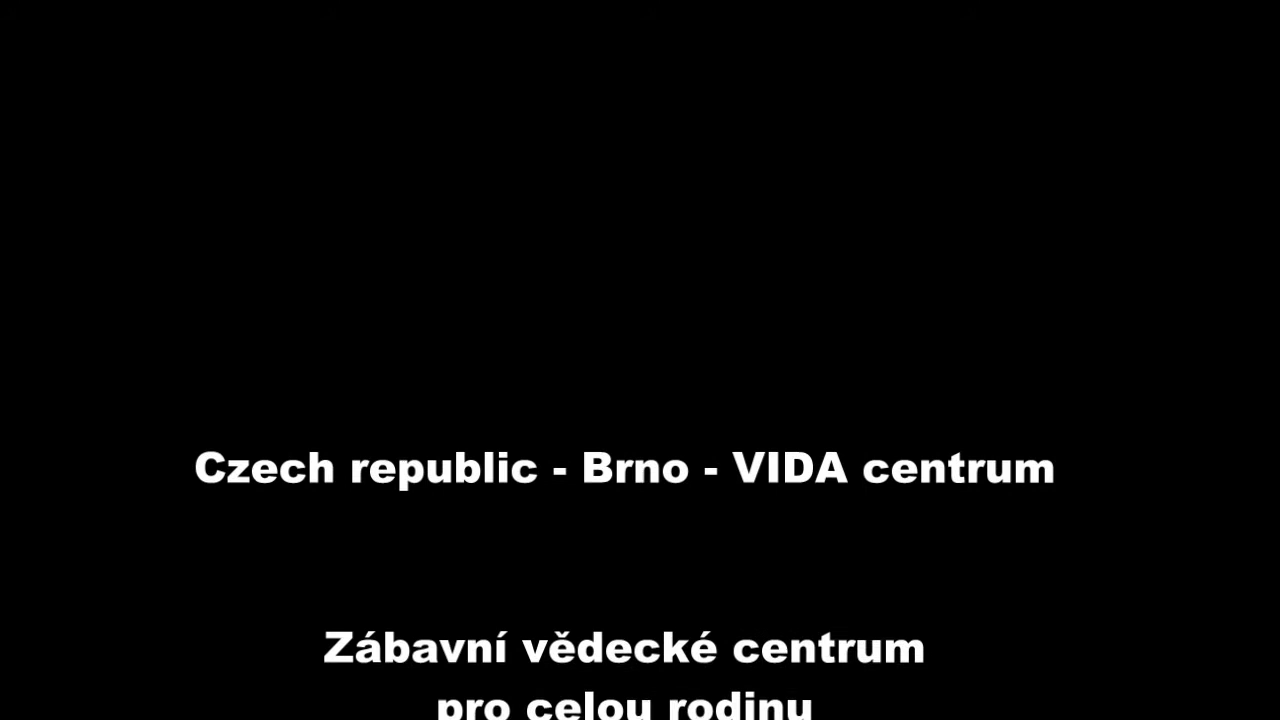 Czech republic - Brno - VIDA centrum
Zábavní vědecké centrum
pro celou rodinu